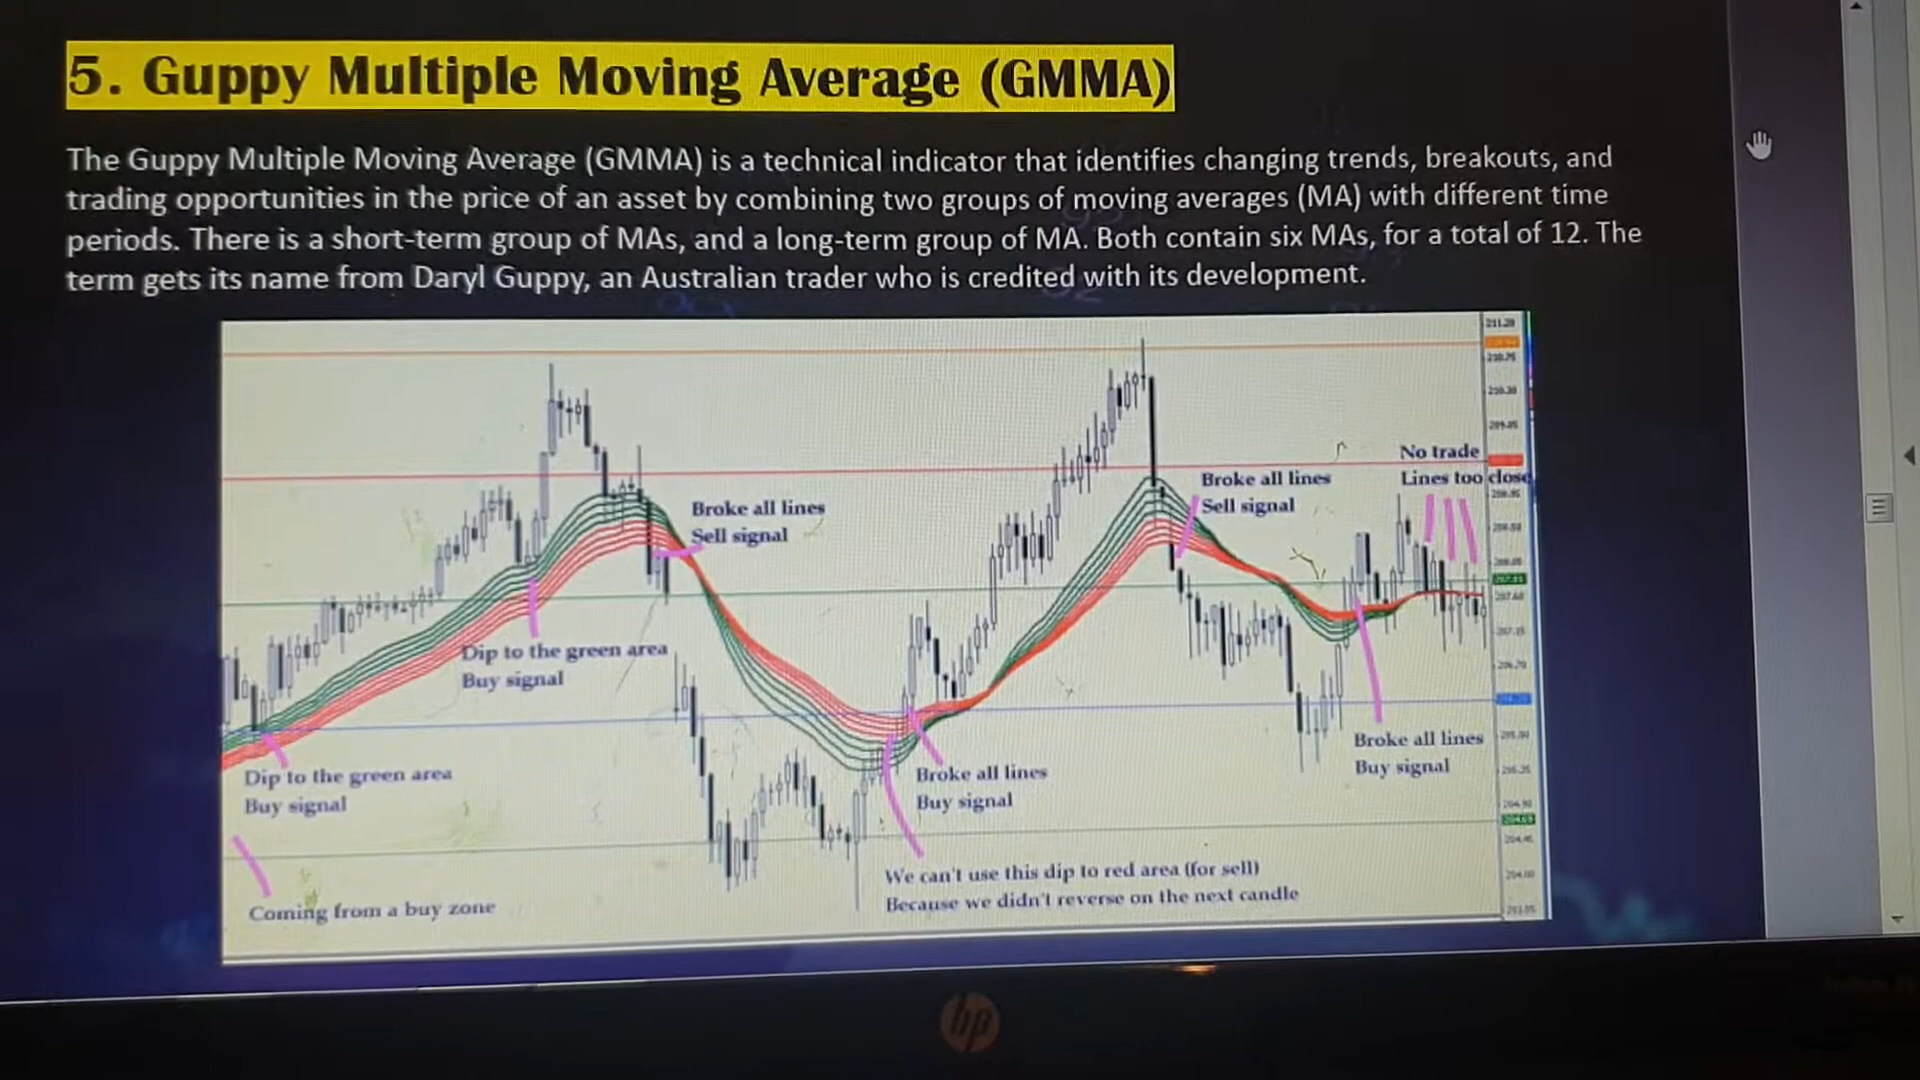 5. Guppy Multiple Moving Average (GMMA)
The Guppy Multiple Moving Average (GMMA) is a technical indicator that identifies changing trends, breakouts, and
trading opportunities in the price of an asset by combining two groups of moving averages (MA) with different time
periods. There is a short-term group of MAs, and a long-term group of MA. Both contain six MAs, for a total of 12. The
term gets its name from Daryl Guppy, an Australian trader who is credited with its development.
211.20
No trade
Lines too close
Broke all lines
Sell signal
Broke all lines
Sell signal
Dip to the green area
Buy signal
Broke all lines
Buy signal
Dip to the green area
Buy signal
Broke all lines
Buy signal
We can't use this dip to red area (for sell)
Because we didn't reverse on the next candle
Coming from a buy zone
hp